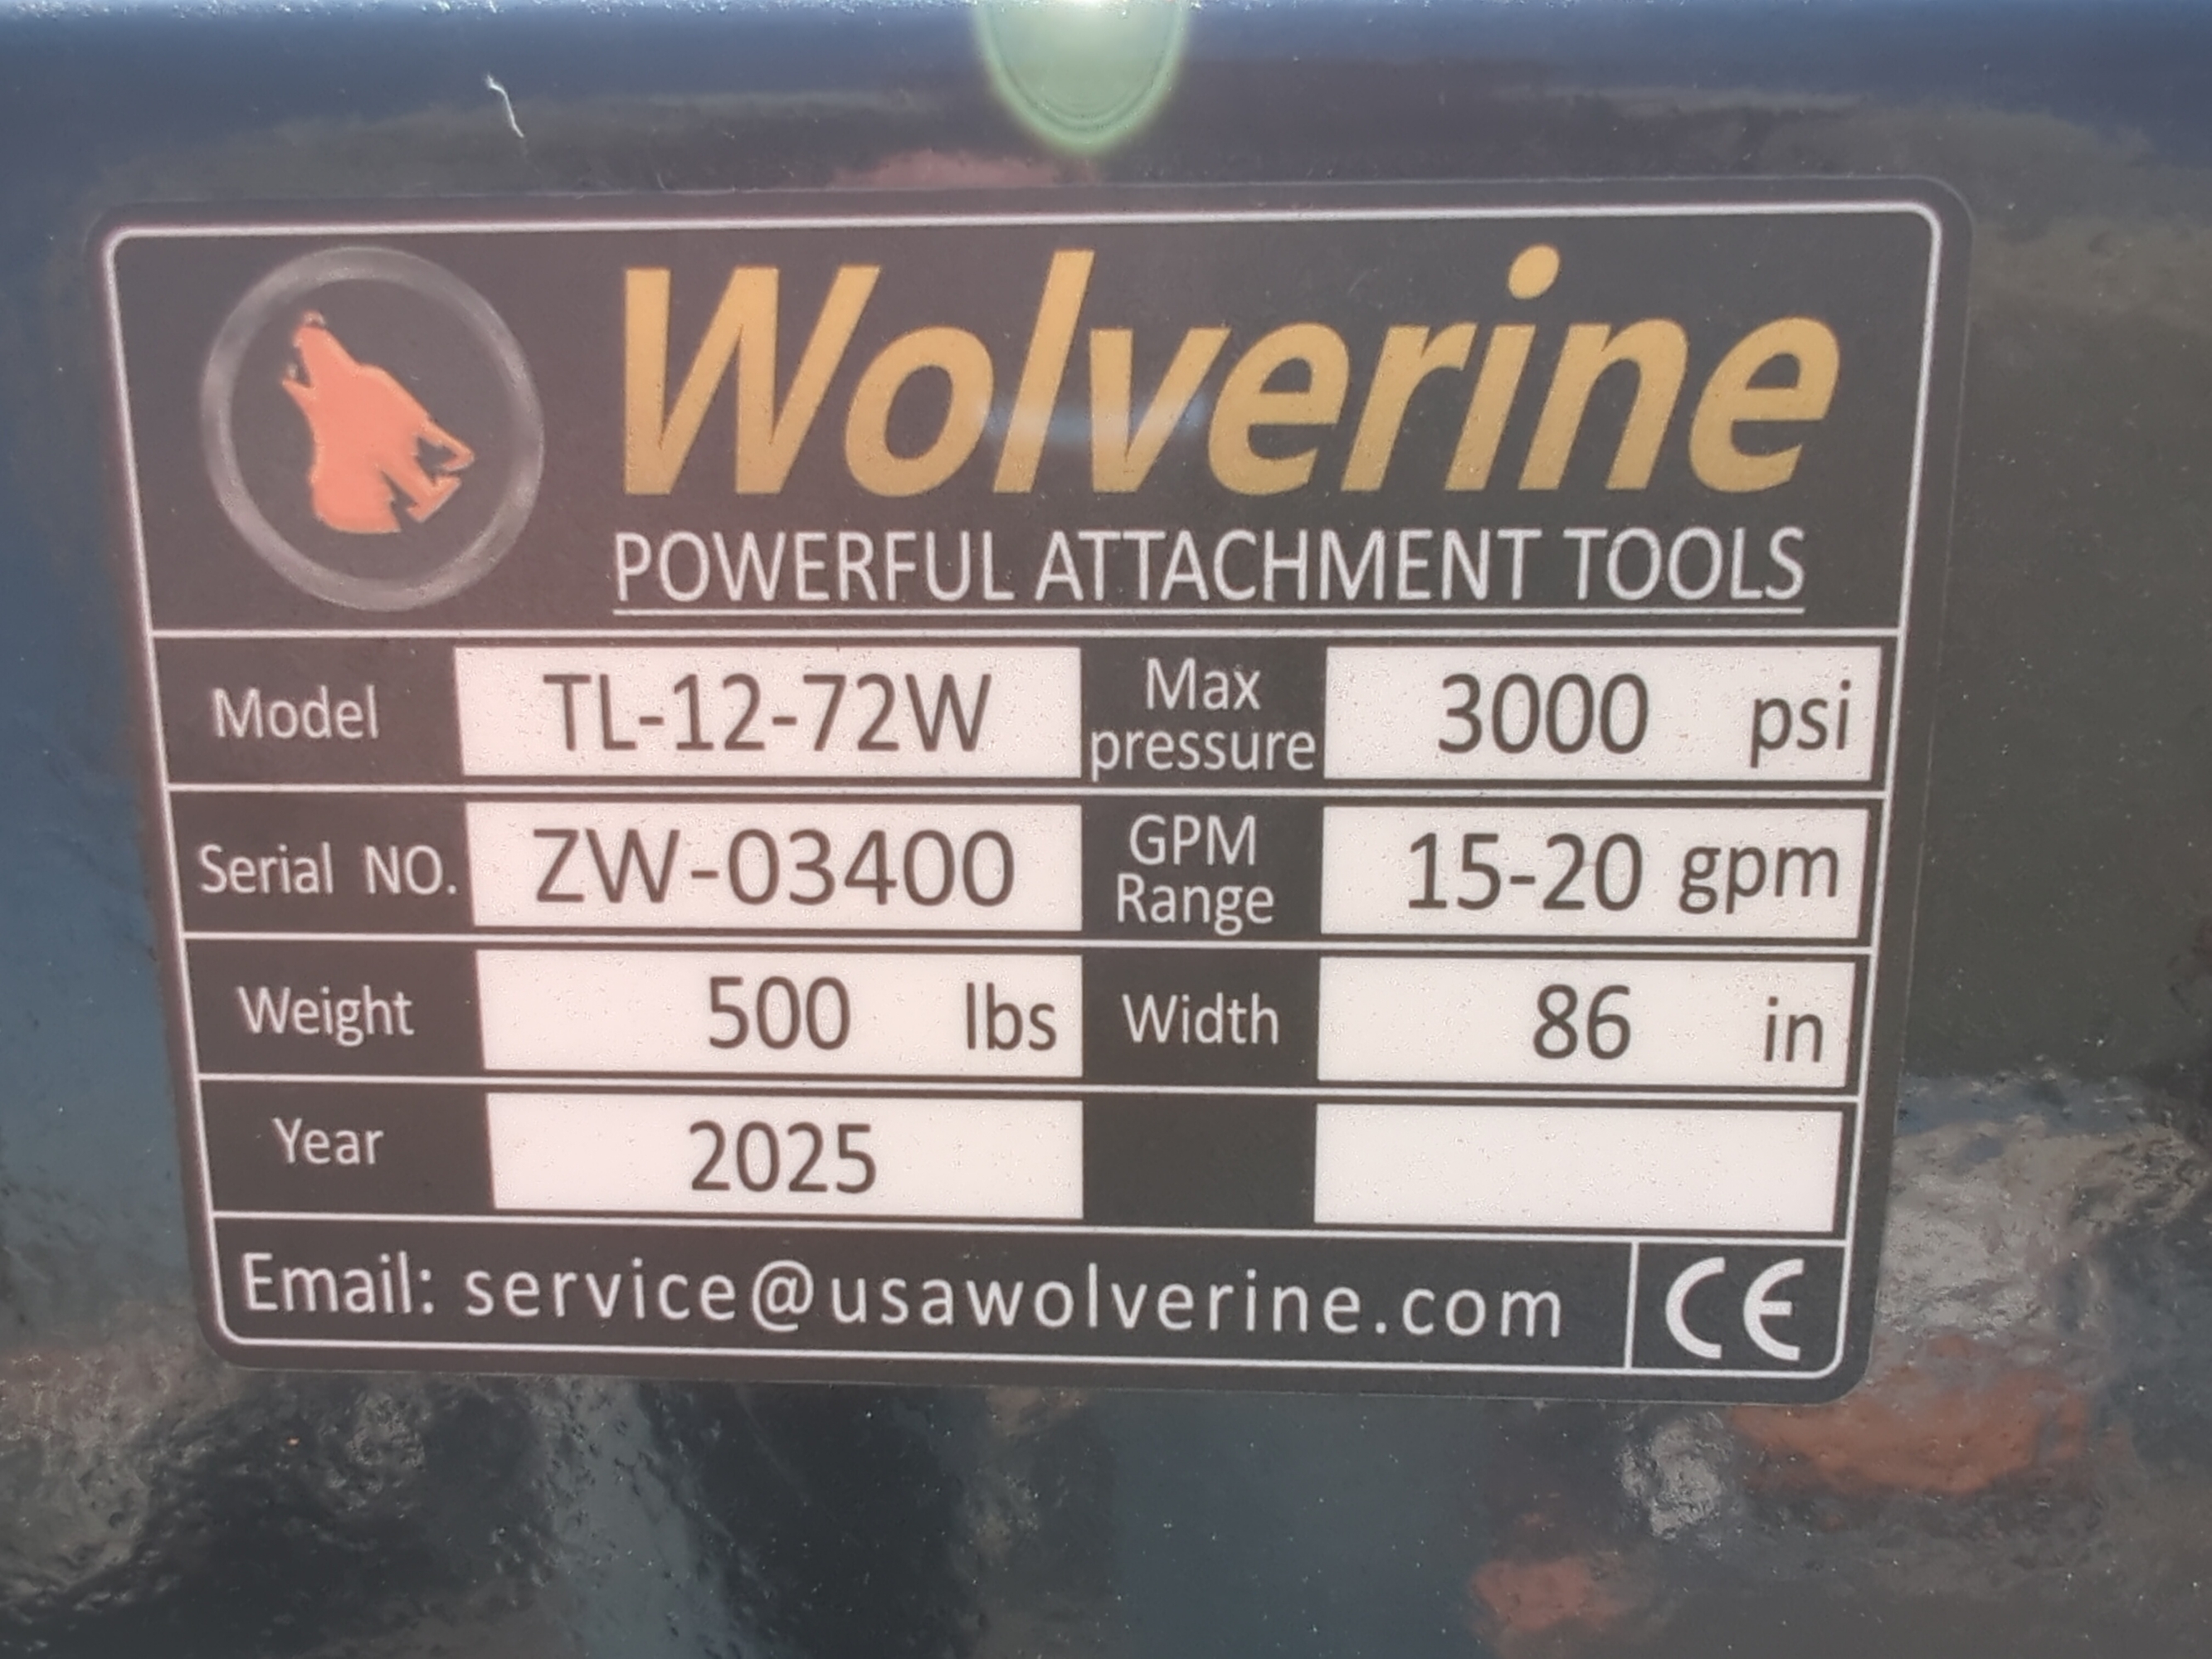 Wolverine
POWERFUL ATTACHMENT TOOLS
Model TL-12-72W Max pressure 3000 psi
Serial NO. ZW-03400 GPM Range 15-20 gpm
Weight 500 lbs Width 86 in
Year 2025
Email: service@usawolverine.com CE